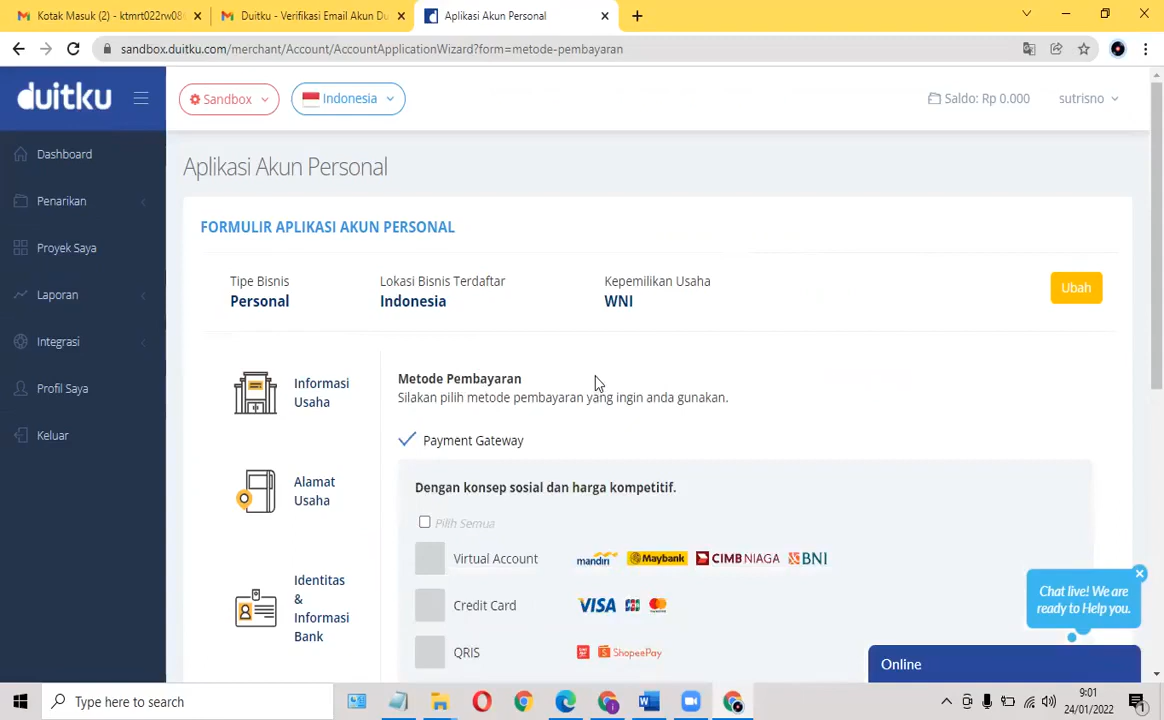 Kotak Masuk (2) - ktmrt022rw08
Duitku - Verifikasi Email Akun Du
Aplikasi Akun Personal
sandbox.duitku.com/merchant/Account/AccountApplicationWizard?form=metode-pembayaran
duitku
Sandbox
Indonesia
Saldo: Rp 0.000
sutrisno
Dashboard
Penarikan
Proyek Saya
Laporan
Integrasi
Profil Saya
Keluar
Aplikasi Akun Personal
FORMULIR APLIKASI AKUN PERSONAL
Tipe Bisnis
Personal
Lokasi Bisnis Terdaftar
Indonesia
Kepemilikan Usaha
WNI
Ubah
Informasi
Usaha
Alamat
Usaha
Identitas
&
Informasi
Bank
Metode Pembayaran
Silakan pilih metode pembayaran yang ingin anda gunakan.
Payment Gateway
Dengan konsep sosial dan harga kompetitif.
Pilih Semua
Virtual Account
mandiri
Maybank
CIMB NIAGA
BNI
Credit Card
VISA
JCB
QRIS
ShopeePay
Chat live! We are
ready to Help you.
Online
Type here to search
9:01
24/01/2022